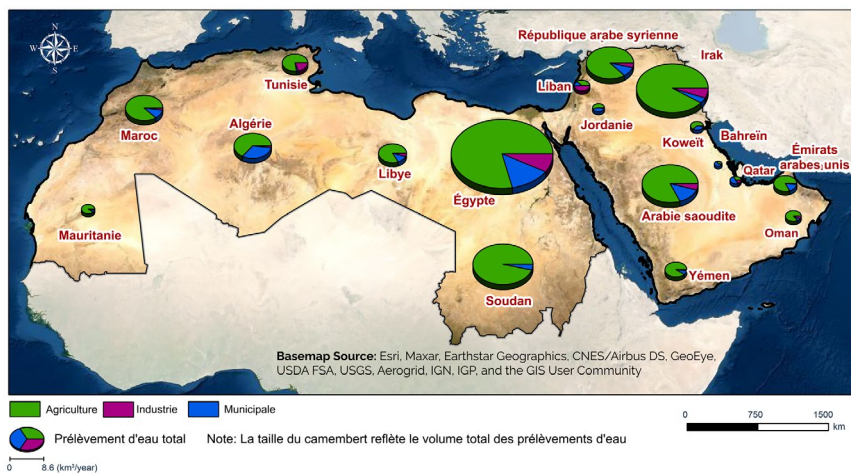 N
W E
S
République arabe syrienne
Irak
Tunisie
Liban
Maroc
Algérie
Jordanie
Koweït
Bahreïn
Libye
Émirats
arabes unis
Qatar
Égypte
Arabie saoudite
Mauritanie
Oman
Soudan
Yémen
Basemap Source: Esri, Maxar, Earthstar Geographics, CNES/Airbus DS, GeoEye,
USDA FSA, USGS, Aerogrid, IGN, IGP, and the GIS User Community
Agriculture Industrie Municipale
0 750 1500
km
Prélèvement d'eau total Note: La taille du camembert reflète le volume total des prélèvements d'eau
0 8.6 (km³/year)